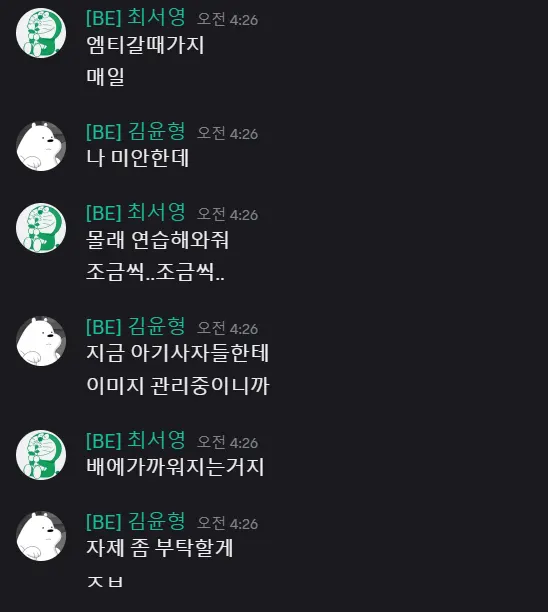 [BE] 최서영 오전 4:26
엠티갈때가지
매일
[BE] 김윤형 오전 4:26
나 미안한데
[BE] 최서영 오전 4:26
몰래 연습해와줘
조금씩..조금씩..
[BE] 김윤형 오전 4:26
지금 아기사자들한테
이미지 관리중이니까
[BE] 최서영 오전 4:26
배에가까워지는거지
[BE] 김윤형 오전 4:26
자제 좀 부탁할게
ㅈㅂ